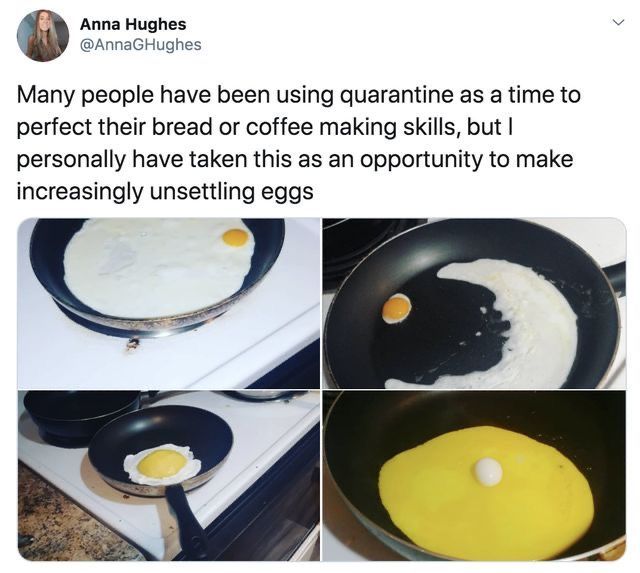 Anna Hughes
@AnnaGHughes
Many people have been using quarantine as a time to
perfect their bread or coffee making skills, but I
personally have taken this as an opportunity to make
increasingly unsettling eggs